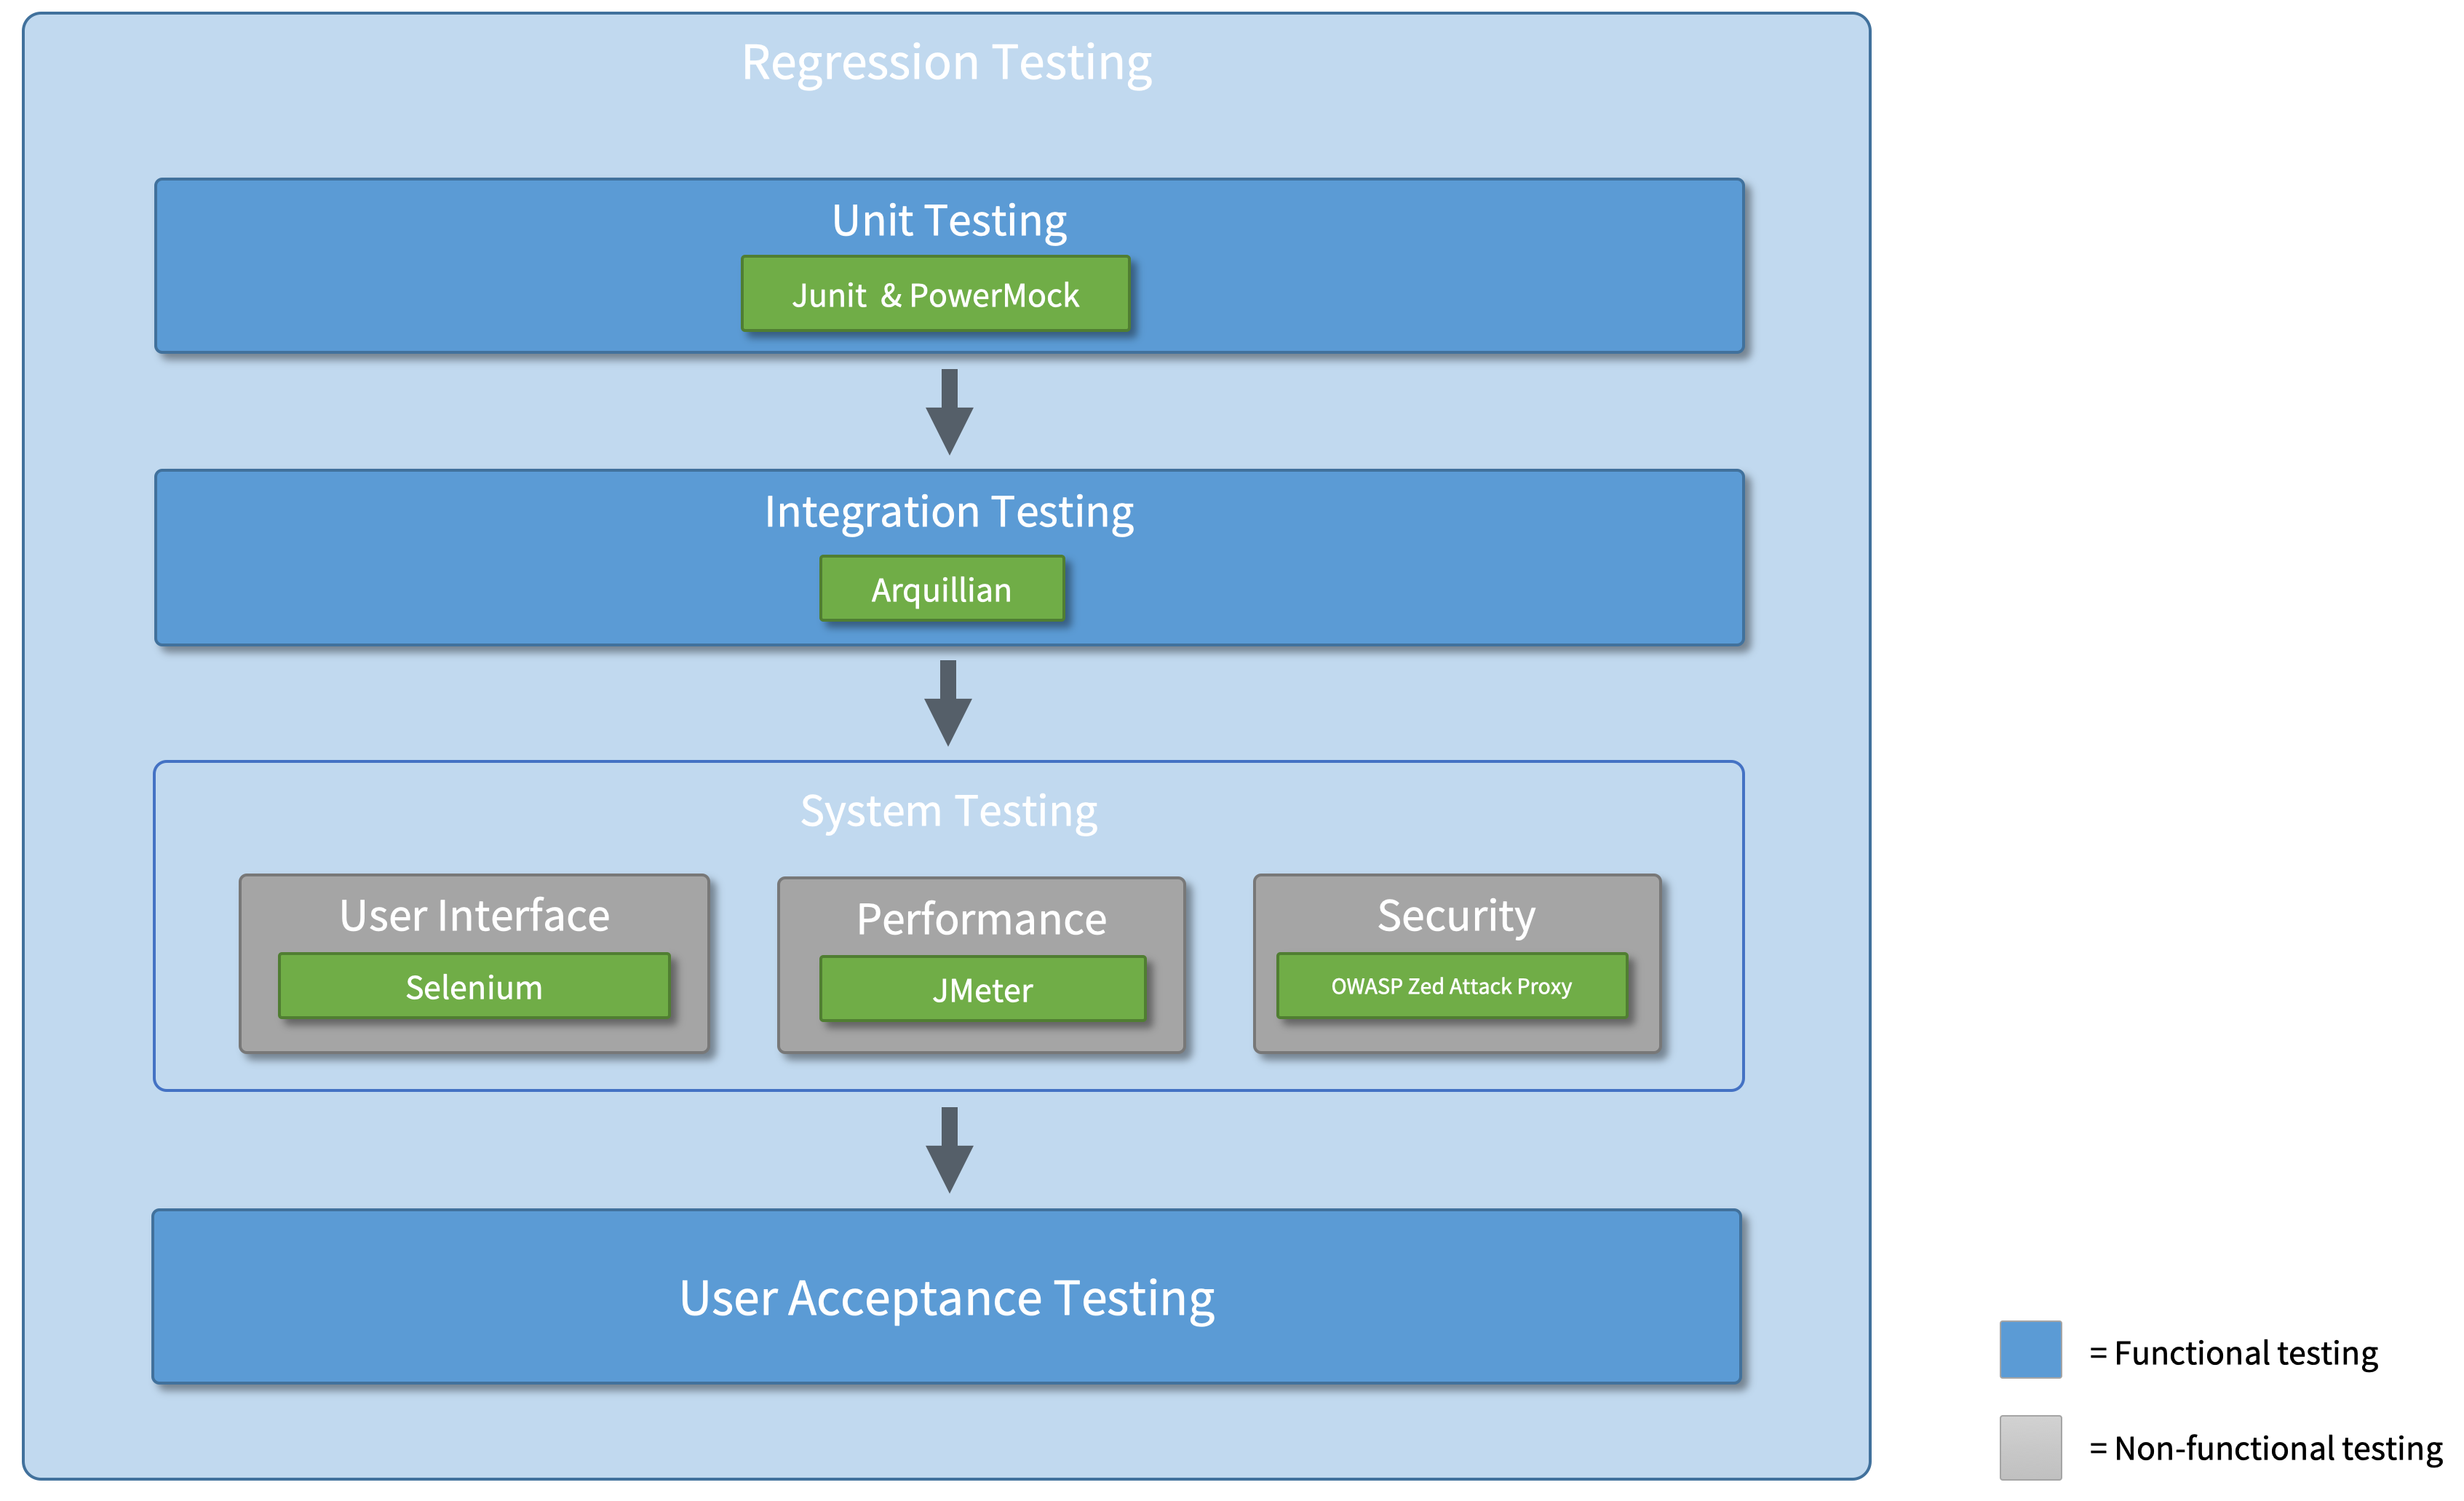 Regression Testing
Unit Testing
Junit & PowerMock
Integration Testing
Arquillian
System Testing
User Interface
Selenium
Performance
JMeter
Security
OWASP Zed Attack Proxy
User Acceptance Testing
= Functional testing
= Non-functional testing